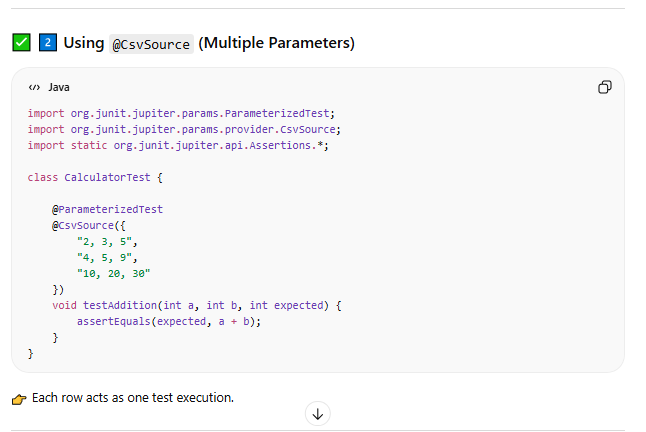 ✅ 2️⃣ Using @CsvSource (Multiple Parameters)
</> Java
import org.junit.jupiter.params.ParameterizedTest;
import org.junit.jupiter.params.provider.CsvSource;
import static org.junit.jupiter.api.Assertions.*;

class CalculatorTest {

    @ParameterizedTest
    @CsvSource({
        "2, 3, 5",
        "4, 5, 9",
        "10, 20, 30"
    })
    void testAddition(int a, int b, int expected) {
        assertEquals(expected, a + b);
    }
}
👉 Each row acts as one test execution.